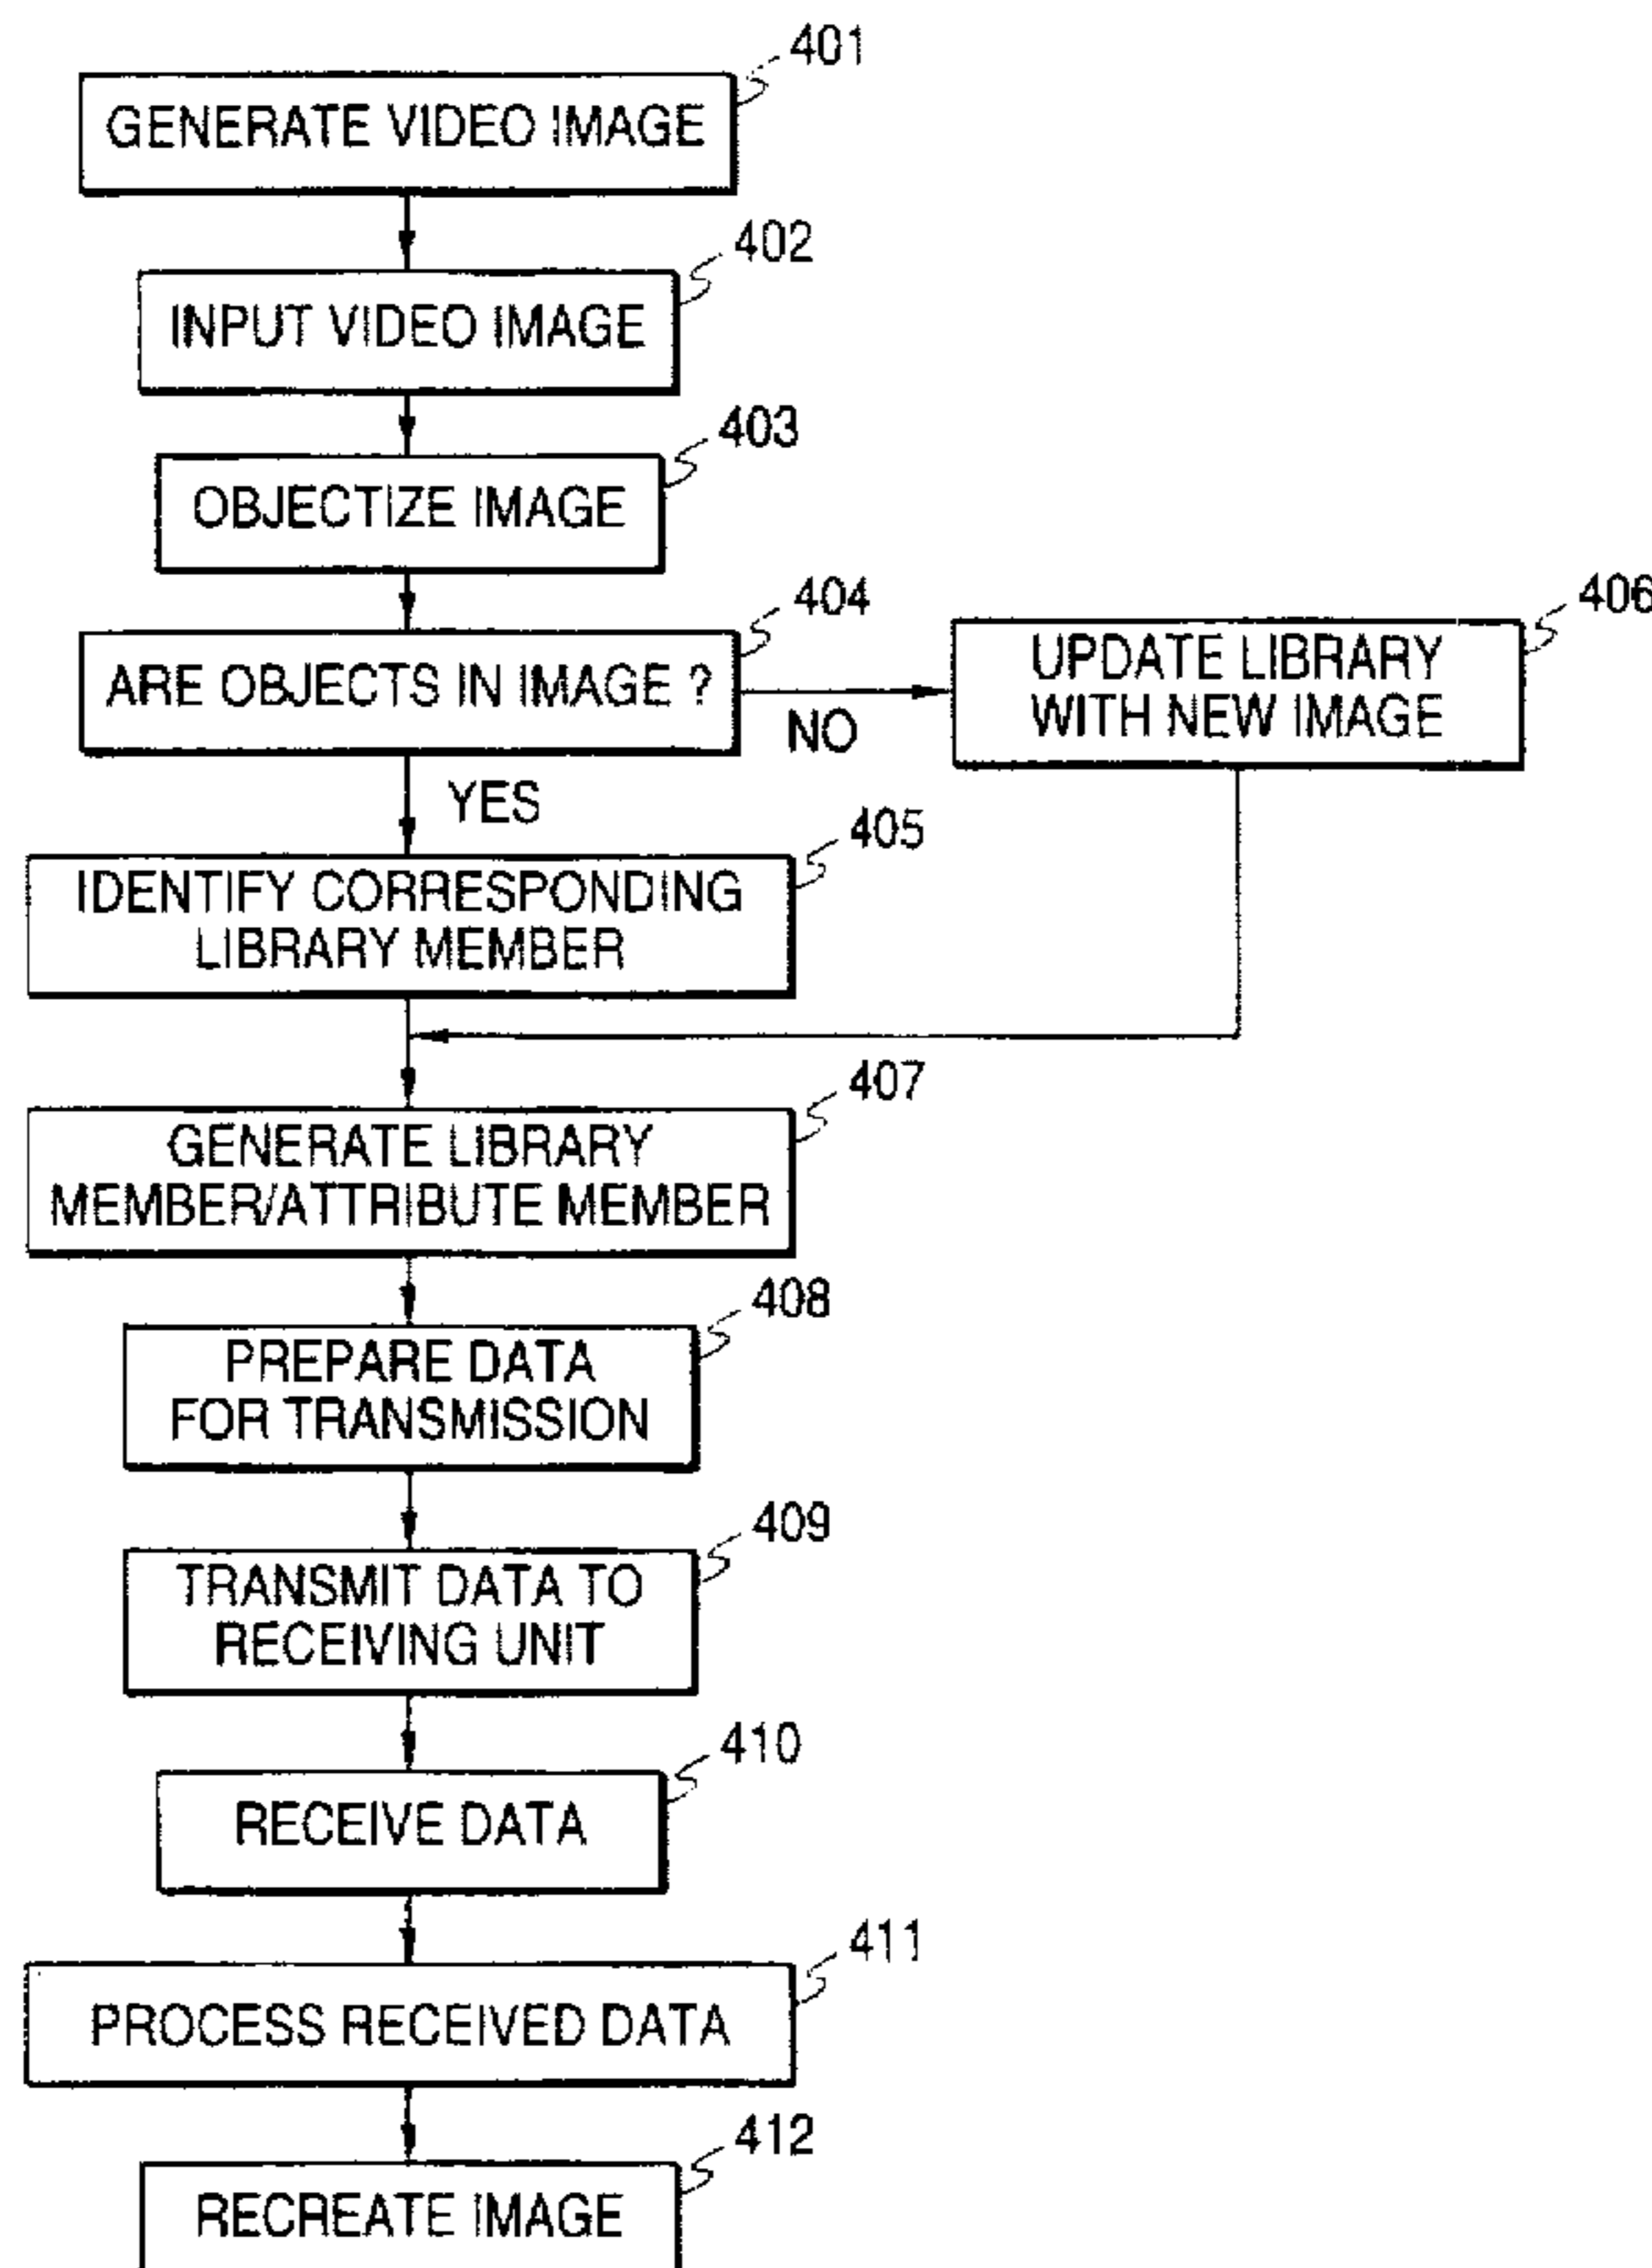 401
GENERATE VIDEO IMAGE
402
INPUT VIDEO IMAGE
403
OBJECTIZE IMAGE
404
ARE OBJECTS IN IMAGE ?
NO
406
UPDATE LIBRARY
WITH NEW IMAGE
YES
405
IDENTIFY CORRESPONDING
LIBRARY MEMBER
407
GENERATE LIBRARY
MEMBER/ATTRIBUTE MEMBER
408
PREPARE DATA
FOR TRANSMISSION
409
TRANSMIT DATA TO
RECEIVING UNIT
410
RECEIVE DATA
411
PROCESS RECEIVED DATA
412
RECREATE IMAGE